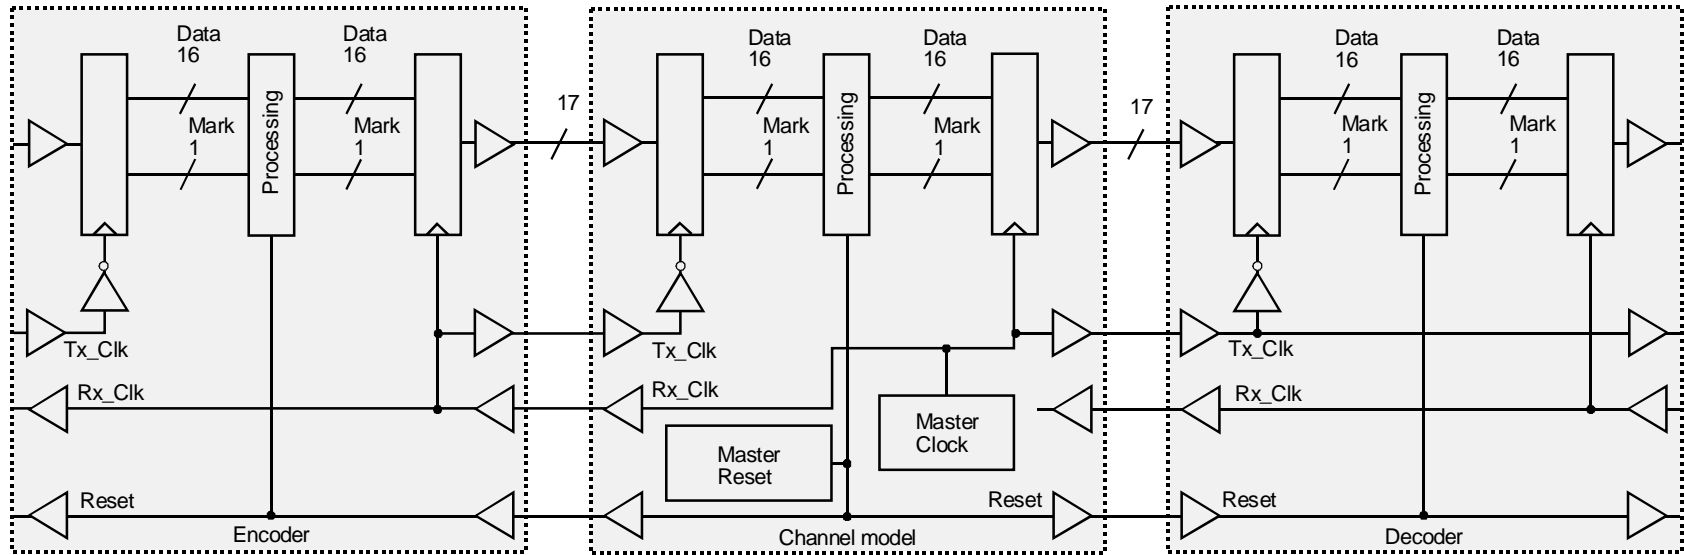 Data
16
Data
16
Mark
1
Mark
1
Processing
Tx_Clk
Rx_Clk
Reset
Encoder
17
Data
16
Data
16
Mark
1
Mark
1
Processing
Tx_Clk
Rx_Clk
Master
Clock
Master
Reset
Reset
Channel model
17
Data
16
Data
16
Mark
1
Mark
1
Processing
Tx_Clk
Rx_Clk
Reset
Decoder